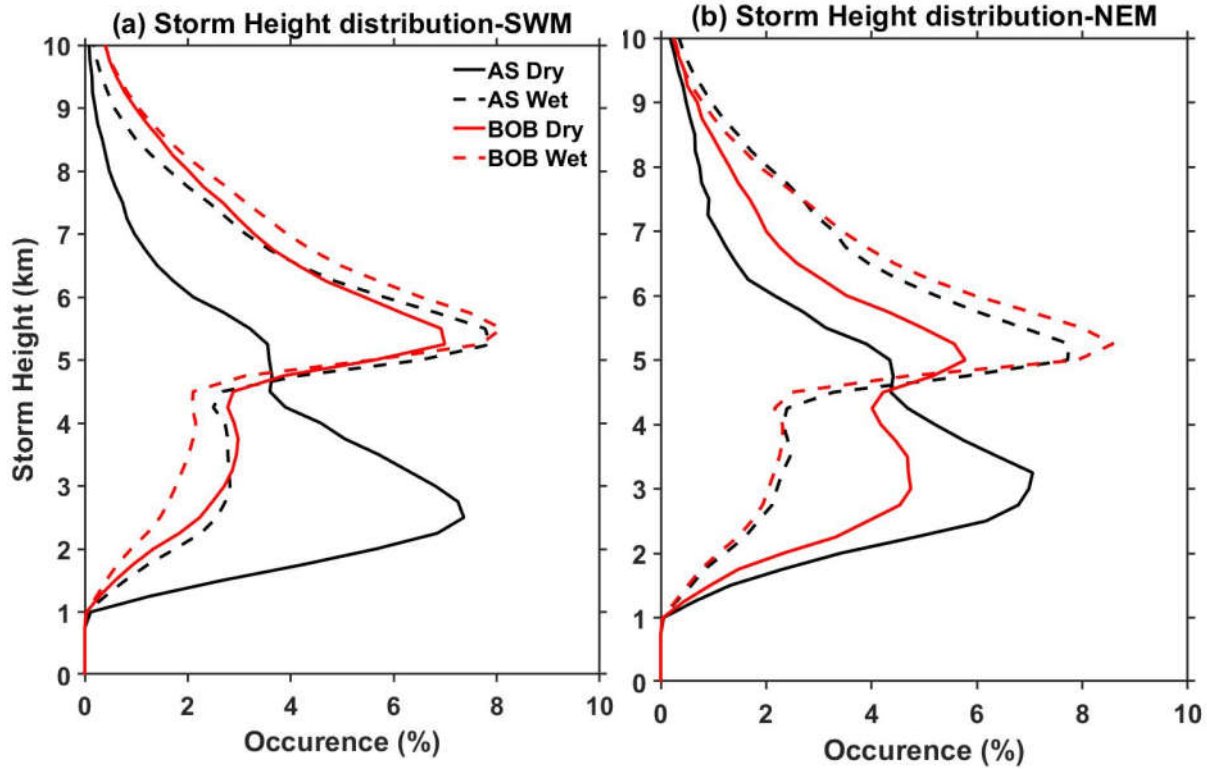 (a) Storm Height distribution-SWM
(b) Storm Height distribution-NEM
Storm Height (km)
10
9
8
7
6
5
4
3
2
1
0
AS Dry
AS Wet
BOB Dry
BOB Wet
0 2 4 6 8 10
Occurence (%)
10
9
8
7
6
5
4
3
2
1
0
0 2 4 6 8 10
Occurence (%)